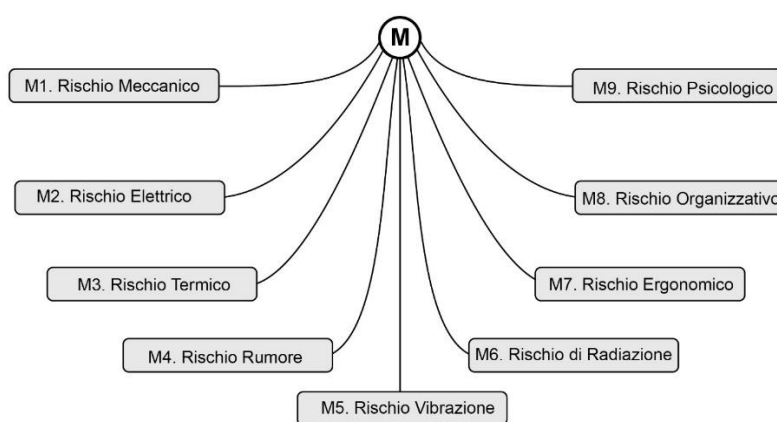 M
M1. Rischio Meccanico
M9. Rischio Psicologico
M2. Rischio Elettrico
M8. Rischio Organizzativo
M3. Rischio Termico
M7. Rischio Ergonomico
M4. Rischio Rumore
M6. Rischio di Radiazione
M5. Rischio Vibrazione